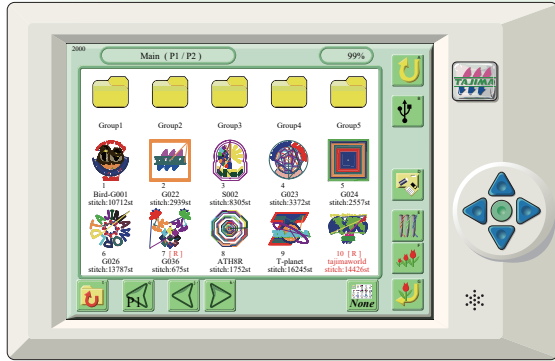 2000
Main ( P1 / P2 )
99%
TAJIMA
Group1
Group2
Group3
Group4
Group5
1
Bird-G001
stitch:10712st
2
G022
stitch:2939st
3
S002
stitch:8305st
4
G023
stitch:3372st
5
G024
stitch:2557st
6
G026
stitch:13787st
7 [ R ]
G036
stitch:675st
8
ATH8R
stitch:1752st
9
T-planet
stitch:16245st
10 [ R ]
tajimaworld
stitch:14426st
P1
None